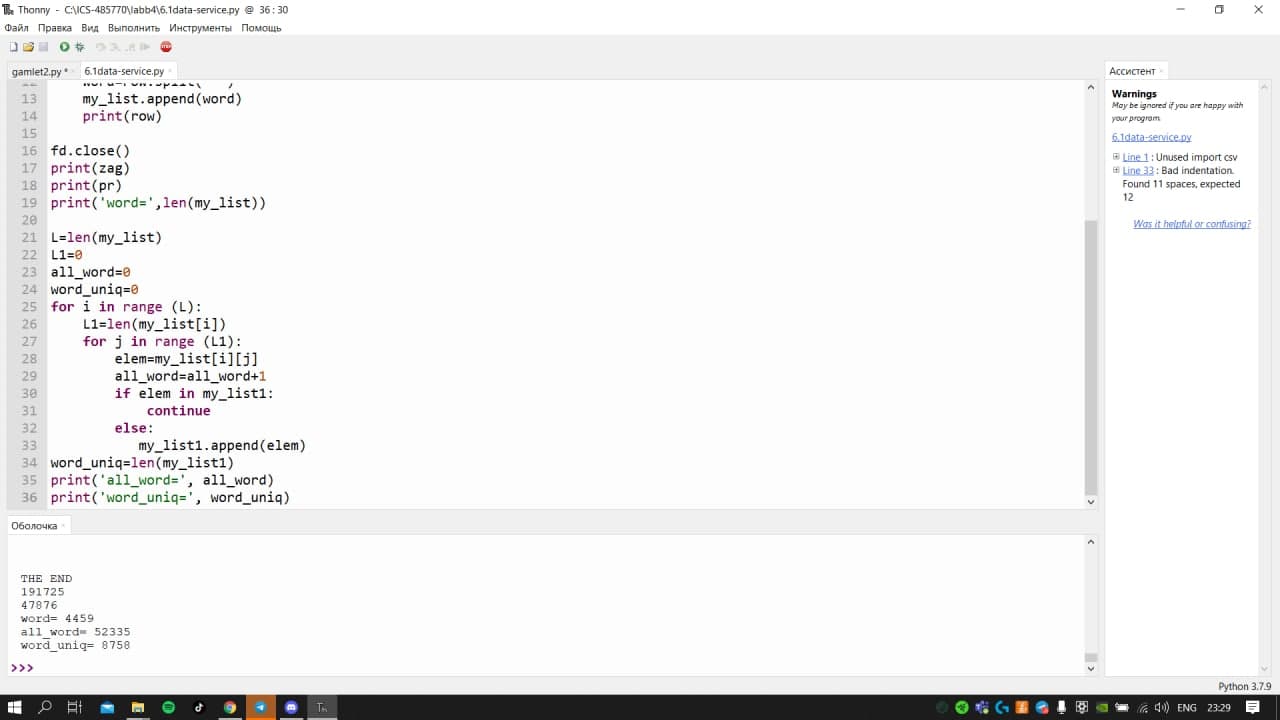 Thonny - C:\ICS-485770\labb4\6.1data-service.py @ 36 : 30
Файл Правка Вид Выполнить Инструменты Помощь
gamlet2.py * × 6.1data-service.py ×
13 my_list.append(word)
14 print(row)
15
16 fd.close()
17 print(zag)
18 print(pr)
19 print('word=',len(my_list))
20
21 L=len(my_list)
22 L1=0
23 all_word=0
24 word_uniq=0
25 for i in range (L):
26 L1=len(my_list[i])
27 for j in range (L1):
28 elem=my_list[i][j]
29 all_word=all_word+1
30 if elem in my_list1:
31 continue
32 else:
33 my_list1.append(elem)
34 word_uniq=len(my_list1)
35 print('all_word=', all_word)
36 print('word_uniq=', word_uniq)
Оболочка ×
THE END
191725
47876
word= 4459
all_word= 52335
word_uniq= 8758
>>>
Ассистент ×
Warnings
May be ignored if you are happy with
your program.
6.1data-service.py
Line 1 : Unused import csv
Line 33 : Bad indentation.
Found 11 spaces, expected
12
Was it helpful or confusing?
Python 3.7.9
ENG 23:29